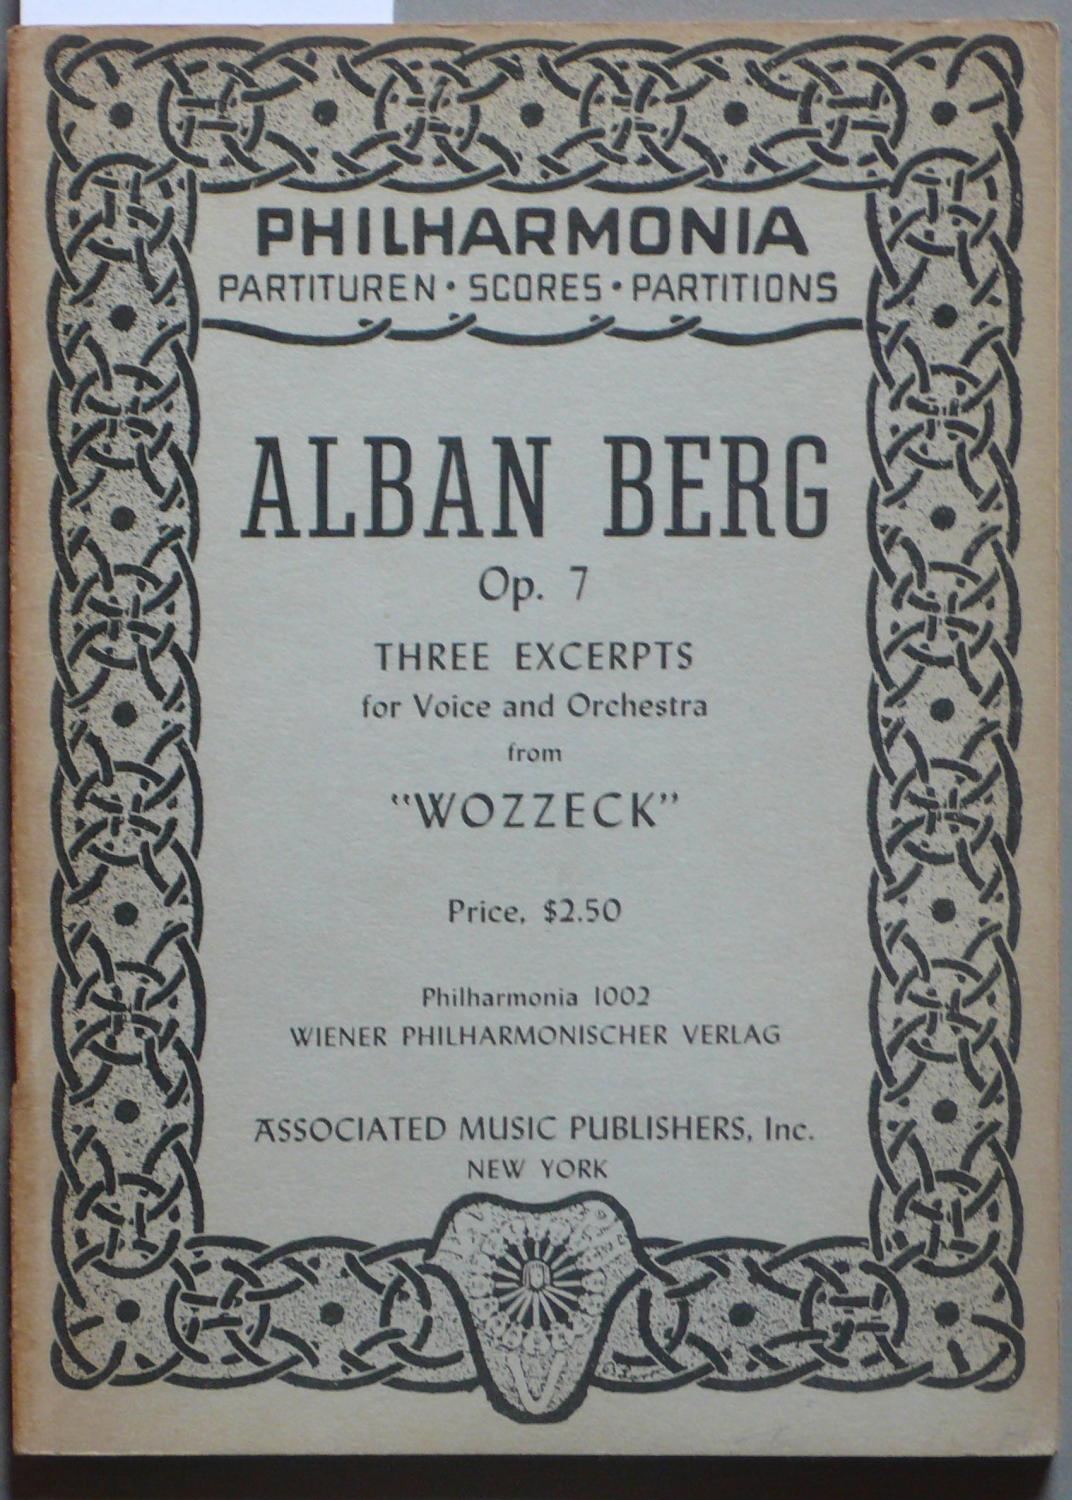 PHILHARMONIA
PARTITUREN · SCORES · PARTITIONS
ALBAN BERG
Op. 7
THREE EXCERPTS
for Voice and Orchestra
from
"WOZZECK"
Price, $2.50
Philharmonia 1002
WIENER PHILHARMONISCHER VERLAG
ASSOCIATED MUSIC PUBLISHERS, Inc.
NEW YORK